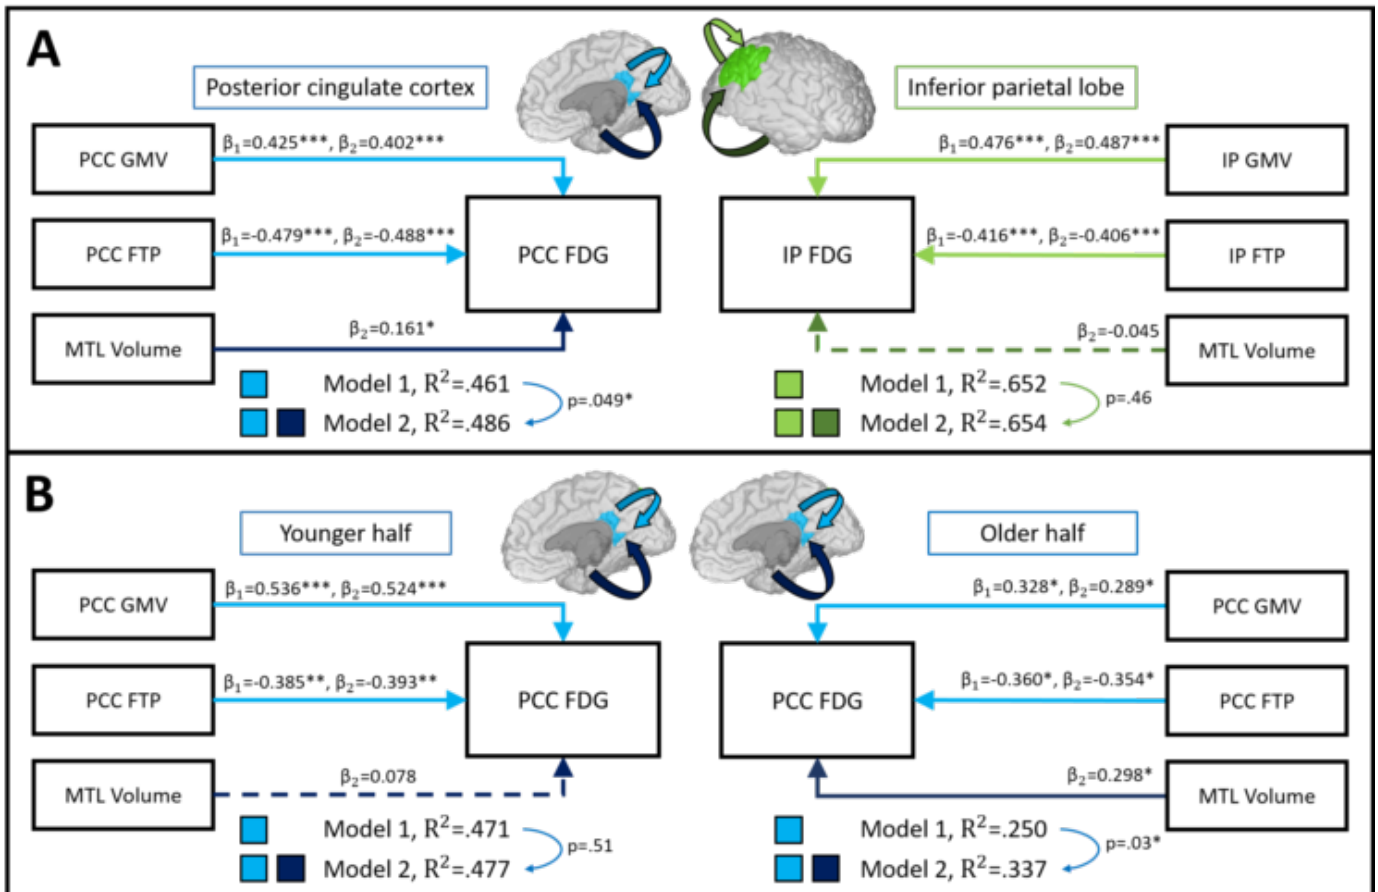 A
Posterior cingulate cortex
Inferior parietal lobe
PCC GMV
β₁=0.425***, β₂=0.402***
β₁=0.476***, β₂=0.487***
IP GMV
PCC FTP
β₁=-0.479***, β₂=-0.488***
PCC FDG
IP FDG
β₁=-0.416***, β₂=-0.406***
IP FTP
MTL Volume
β₂=0.161*
β₂=-0.045
MTL Volume
Model 1, R²=.461
p=.049*
Model 2, R²=.486
Model 1, R²=.652
p=.46
Model 2, R²=.654
B
Younger half
Older half
PCC GMV
β₁=0.536***, β₂=0.524***
β₁=0.328*, β₂=0.289*
PCC GMV
PCC FTP
β₁=-0.385**, β₂=-0.393**
PCC FDG
PCC FDG
β₁=-0.360*, β₂=-0.354*
PCC FTP
MTL Volume
β₂=0.078
β₂=0.298*
MTL Volume
Model 1, R²=.471
p=.51
Model 2, R²=.477
Model 1, R²=.250
p=.03*
Model 2, R²=.337